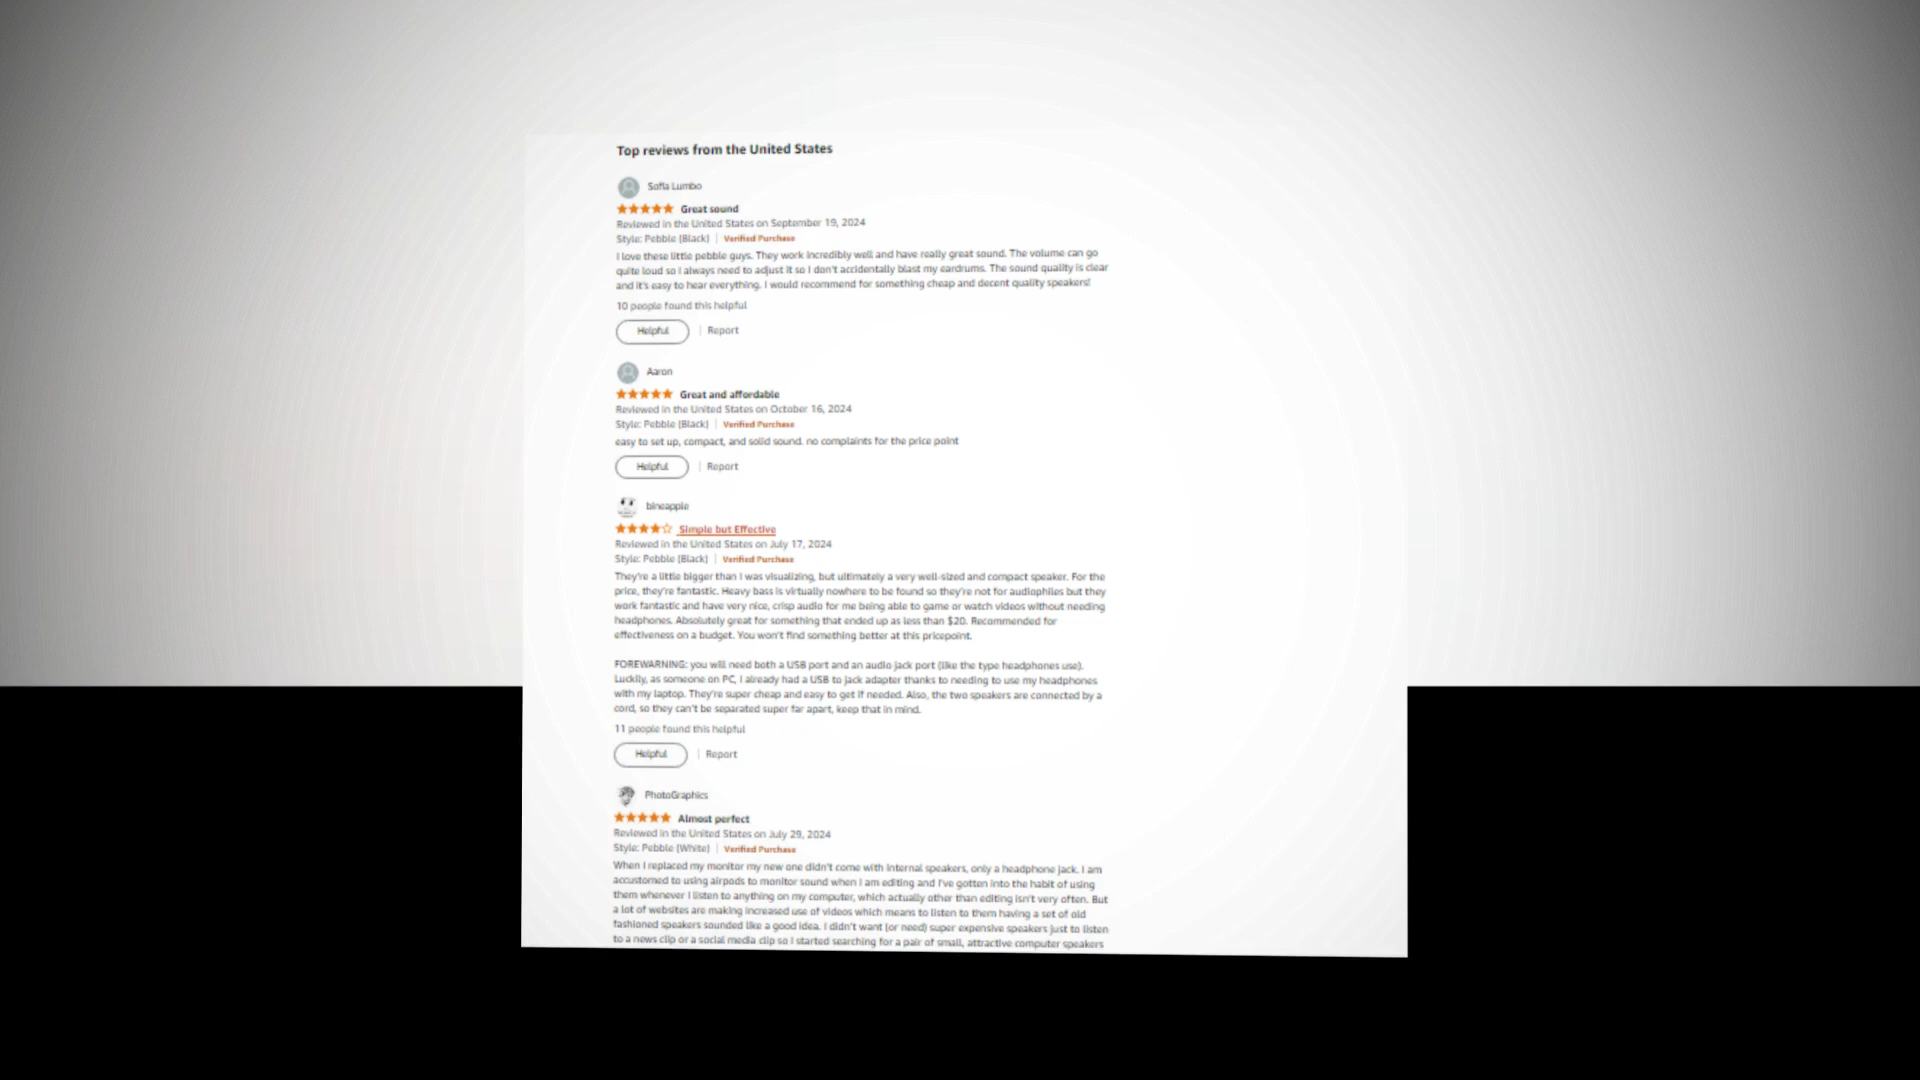 Top reviews from the United States
Sofia Lumbo
Great sound
Reviewed in the United States on September 19, 2024
Style: Pebble (Black) | Verified Purchase
I love these little pebble guys. They work incredibly well and have really great sound. The volume can go
quite loud so I always need to adjust it so I don't accidentally blast my eardrums. The sound quality is clear
and it's easy to hear everything. I would recommend for something cheap and decent quality speakers!
10 people found this helpful
Helpful | Report
Aaron
Great and affordable
Reviewed in the United States on October 16, 2024
Style: Pebble (Black) | Verified Purchase
easy to set up, compact, and solid sound. no complaints for the price point
Helpful | Report
bineapple
Simple but Effective
Reviewed in the United States on July 17, 2024
Style: Pebble (Black) | Verified Purchase
They're a little bigger than I was visualizing, but ultimately a very well-sized and compact speaker. For the
price, they're fantastic. Heavy bass is virtually nowhere to be found so they're not for audiophiles but they
work fantastic and have very nice, crisp audio for me being able to game or watch videos without needing
headphones. Absolutely great for something that ended up as less than $20. Recommended for
effectiveness on a budget. You won't find something better at this pricepoint.
FOREWARNING: you will need both a USB port and an audio jack port (like the type headphones use).
Luckily, as someone on PC, I already had a USB to jack adapter thanks to needing to use my headphones
with my laptop. They're super cheap and easy to get if needed. Also, the two speakers are connected by a
cord, so they can't be separated super far apart, keep that in mind.
11 people found this helpful
Helpful | Report
PhotoGraphics
Almost perfect
Reviewed in the United States on July 29, 2024
Style: Pebble (White) | Verified Purchase
When I replaced my monitor my new one didn't come with internal speakers, only a headphone jack. I am
accustomed to using airpods to monitor sound when I am editing and I've gotten into the habit of using
them whenever I listen to anything on my computer, which actually other than editing isn't very often. But
a lot of websites are making increased use of videos which means to listen to them having a set of old
fashioned speakers sounded like a good idea. I didn't want (or need) super expensive speakers just to listen
to a news clip or a social media clip so I started searching for a pair of small, attractive computer speakers